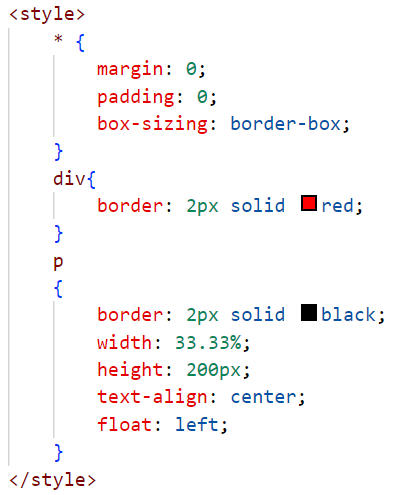 <style>
* {
margin: 0;
padding: 0;
box-sizing: border-box;
}
div{
border: 2px solid red;
}
p
{
border: 2px solid black;
width: 33.33%;
height: 200px;
text-align: center;
float: left;
}
</style>